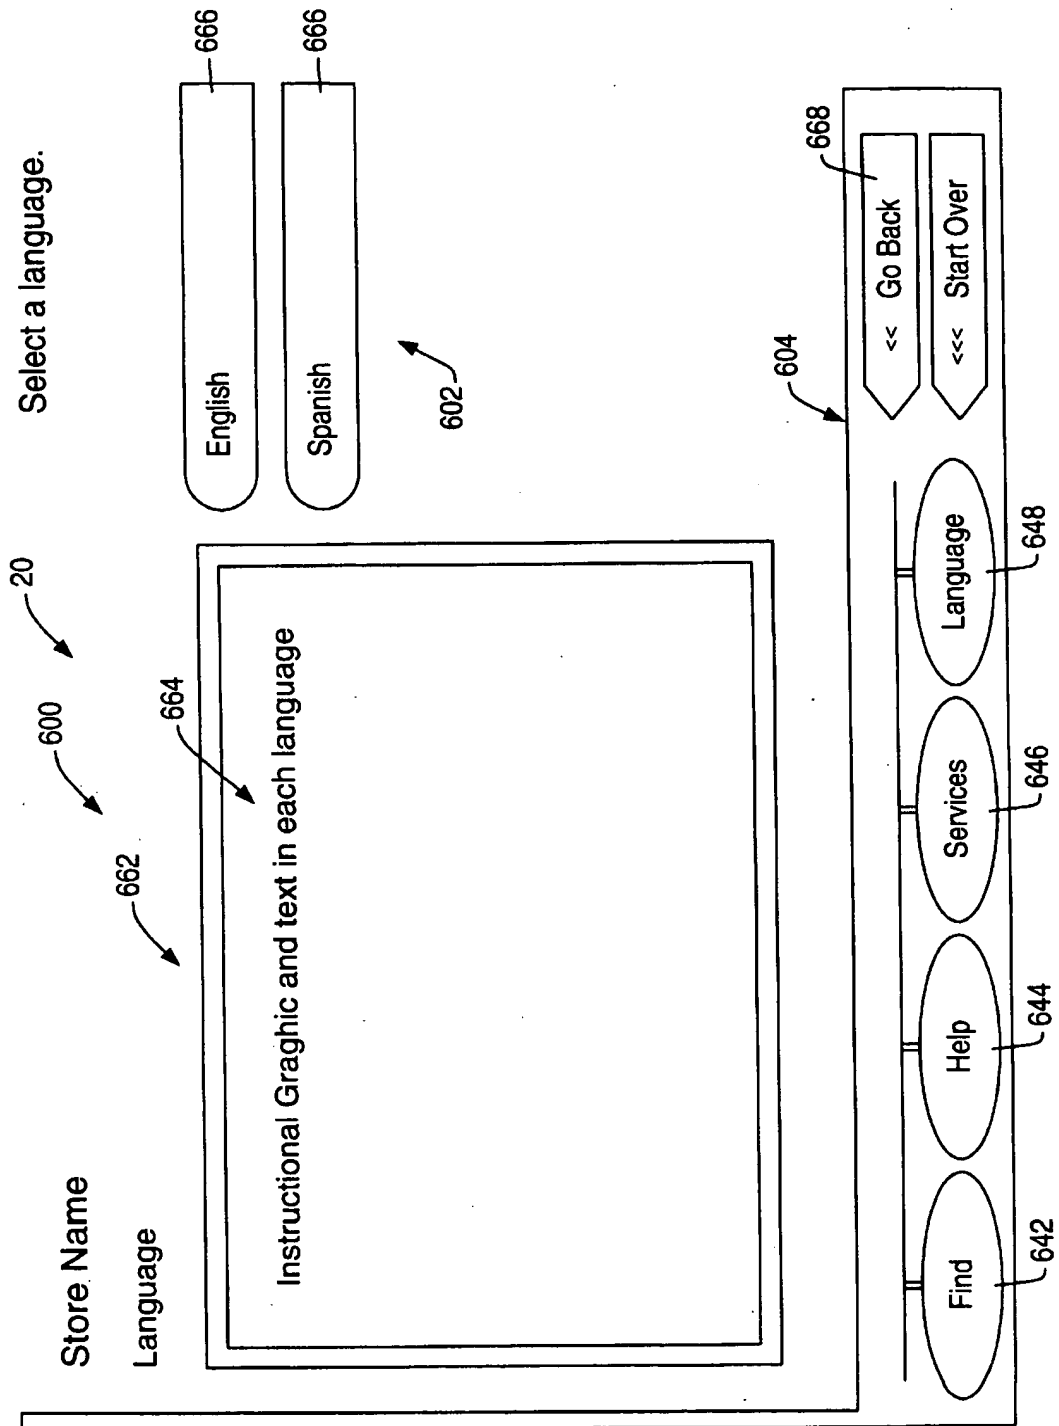 Store Name
Language
Select a language.
20
600
662
664
Instructional Graghic and text in each language
English
666
Spanish
666
602
604
668
<< Go Back
<<< Start Over
Find
Help
Services
Language
642
644
646
648